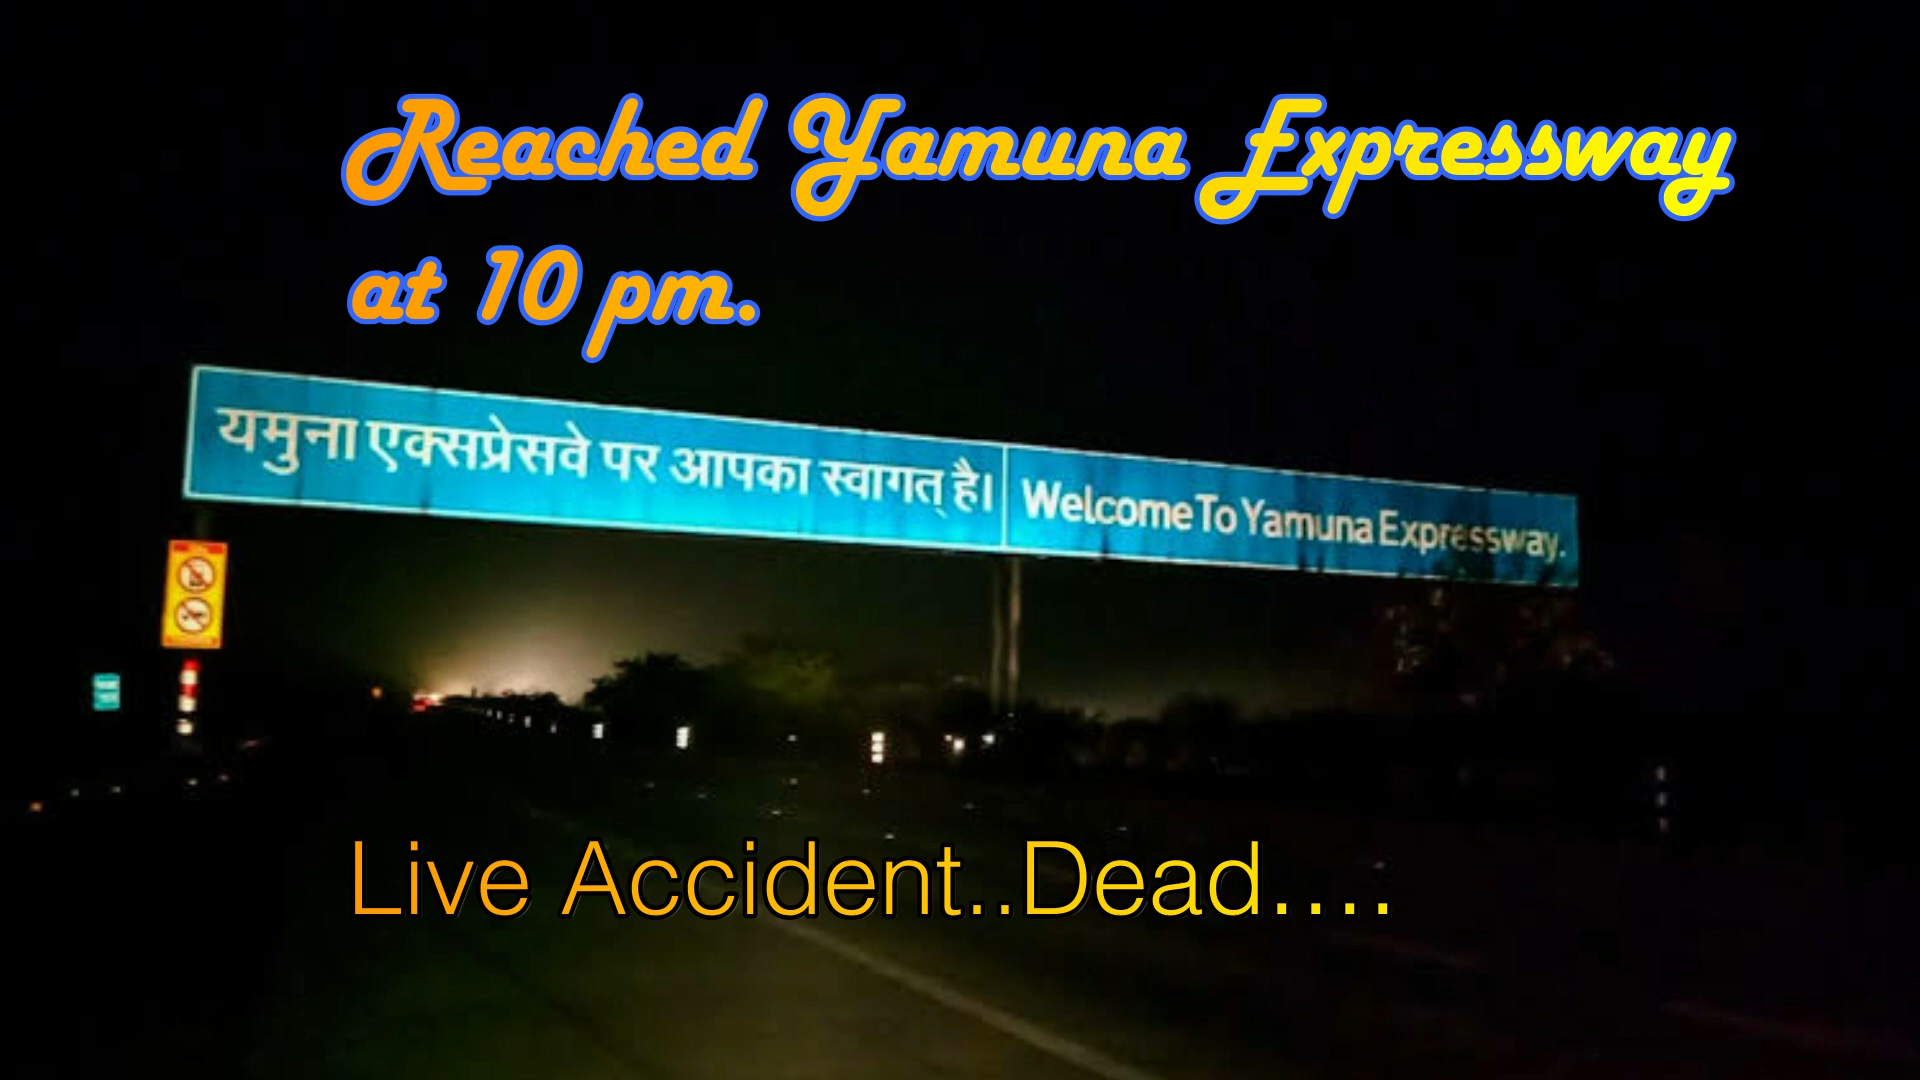 Reached Yamuna Expressway
at 10 pm.
यमुना एक्सप्रेसवे पर आपका स्वागत् है।
Welcome To Yamuna Expressway.
Live Accident..Dead....